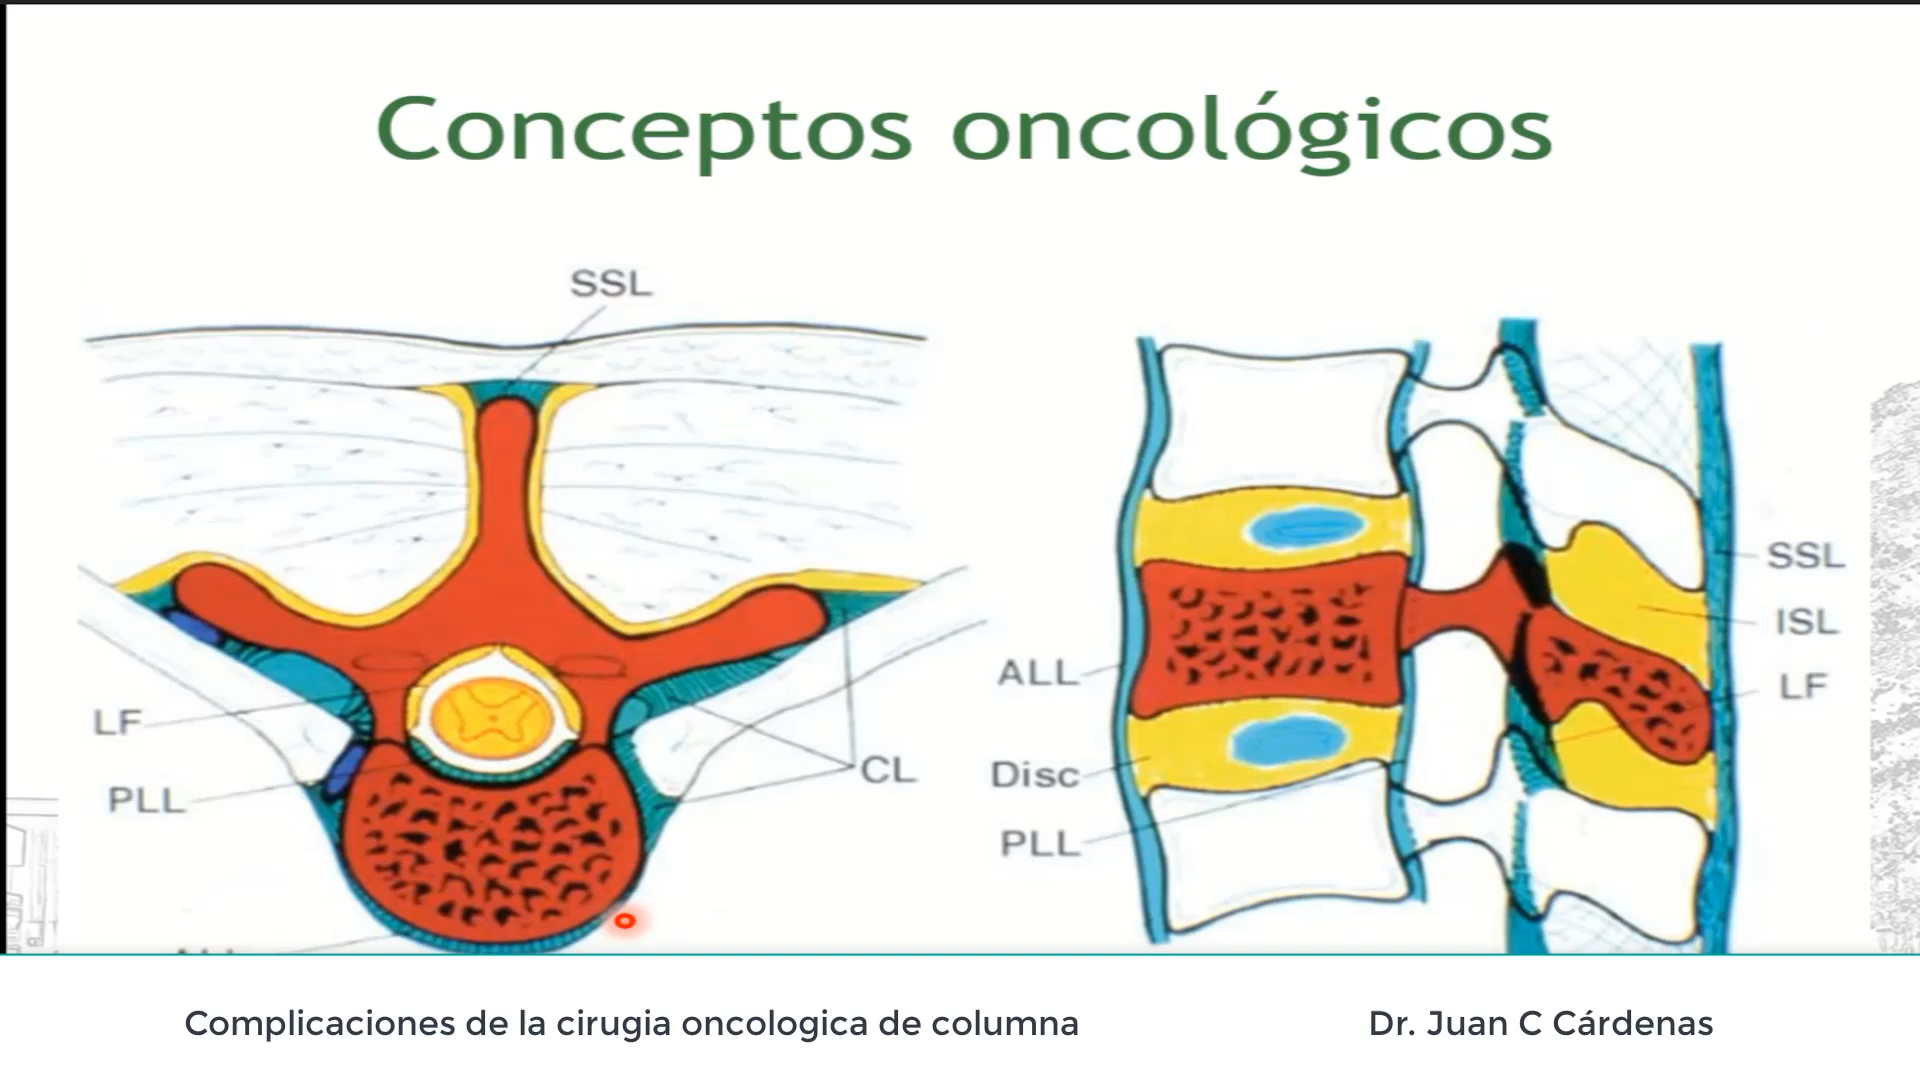 Conceptos oncológicos
SSL
LF
PLL
CL
SSL
ISL
ALL
LF
Disc
PLL
Complicaciones de la cirugia oncologica de columna
Dr. Juan C Cárdenas